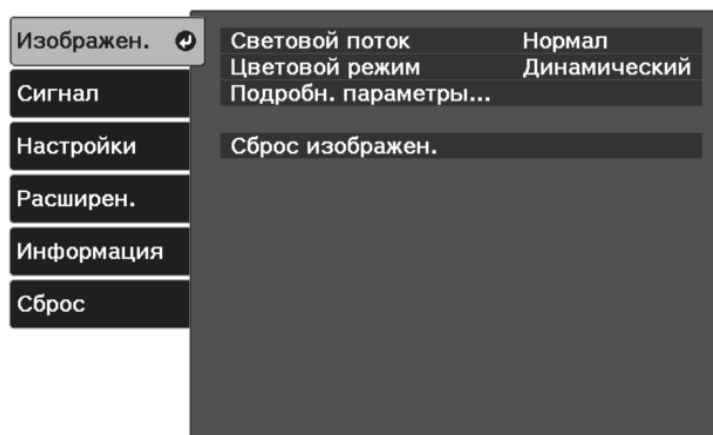 Изображен.
Световой поток Нормал
Цветовой режим Динамический
Подробн. параметры...
Сброс изображен.
Сигнал
Настройки
Расширен.
Информация
Сброс